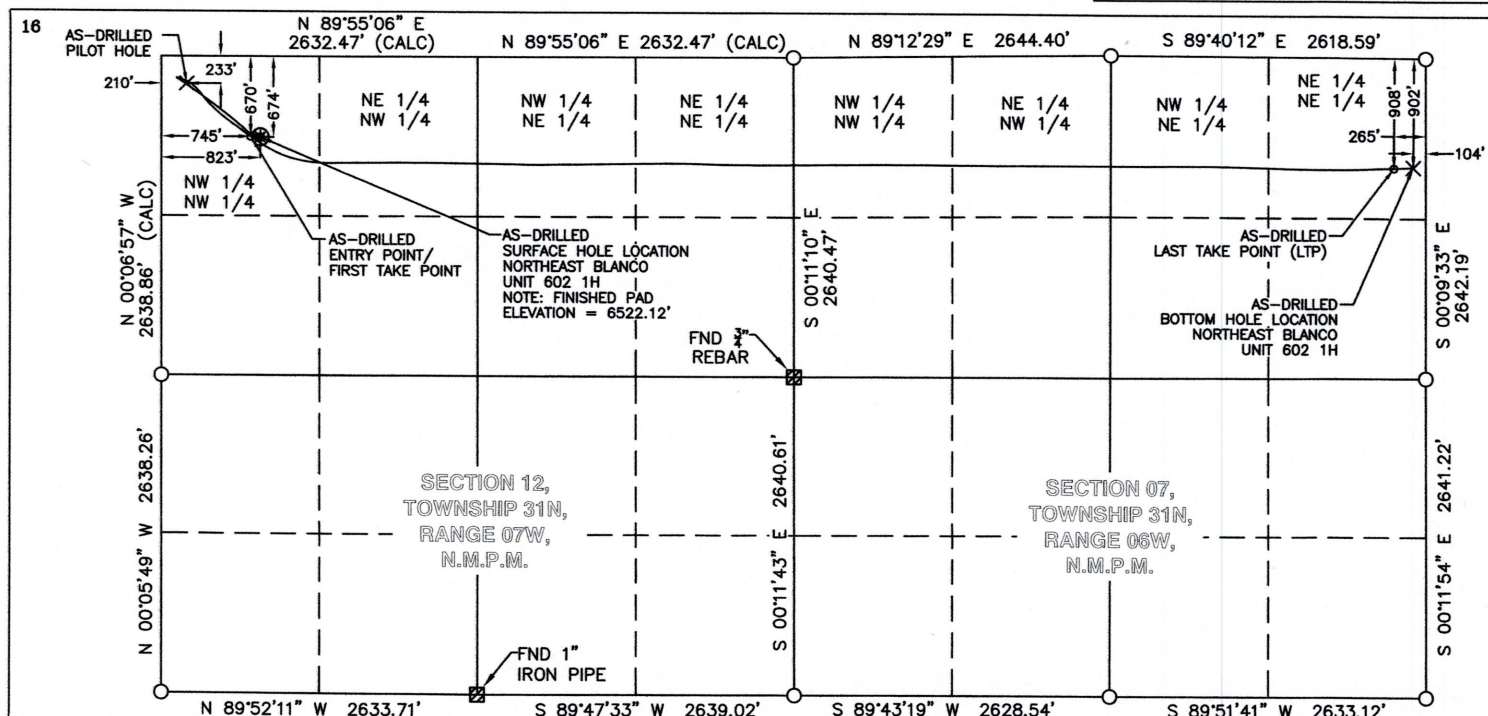 16
AS-DRILLED
PILOT HOLE
N 89°55'06" E
2632.47' (CALC)
N 89°55'06" E 2632.47' (CALC)
N 89°12'29" E 2644.40'
S 89°40'12" E 2618.59'
210'
233'
670'
674'
745'
823'
NW 1/4
NW 1/4
NE 1/4
NW 1/4
NW 1/4
NE 1/4
NE 1/4
NE 1/4
NW 1/4
NW 1/4
NE 1/4
NW 1/4
NW 1/4
NE 1/4
NE 1/4
NE 1/4
908'
902'
265'
104'
N 00°06'57" W
2638.86' (CALC)
AS-DRILLED
ENTRY POINT/
FIRST TAKE POINT
AS-DRILLED
SURFACE HOLE LOCATION
NORTHEAST BLANCO
UNIT 602 1H
NOTE: FINISHED PAD
ELEVATION = 6522.12'
S 00°11'10" E
2640.47'
FND 3/4"
REBAR
AS-DRILLED
LAST TAKE POINT (LTP)
AS-DRILLED
BOTTOM HOLE LOCATION
NORTHEAST BLANCO
UNIT 602 1H
S 00°09'33" E
2642.19'
N 00°05'49" W 2638.26'
SECTION 12,
TOWNSHIP 31N,
RANGE 07W,
N.M.P.M.
S 00°11'43" E 2640.61'
SECTION 07,
TOWNSHIP 31N,
RANGE 06W,
N.M.P.M.
S 00°11'54" E 2641.22'
FND 1"
IRON PIPE
N 89°52'11" W 2633.71'
S 89°47'33" W 2639.02'
S 89°43'19" W 2628.54'
S 89°51'41" W 2633.12'